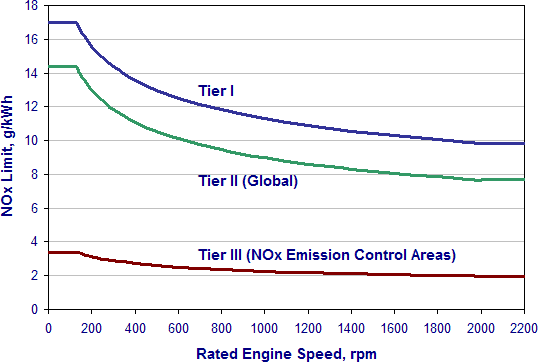 18
16
14
12
10
8
6
4
2
0
NOx Limit, g/kWh
Tier I
Tier II (Global)
Tier III (NOx Emission Control Areas)
0 200 400 600 800 1000 1200 1400 1600 1800 2000 2200
Rated Engine Speed, rpm